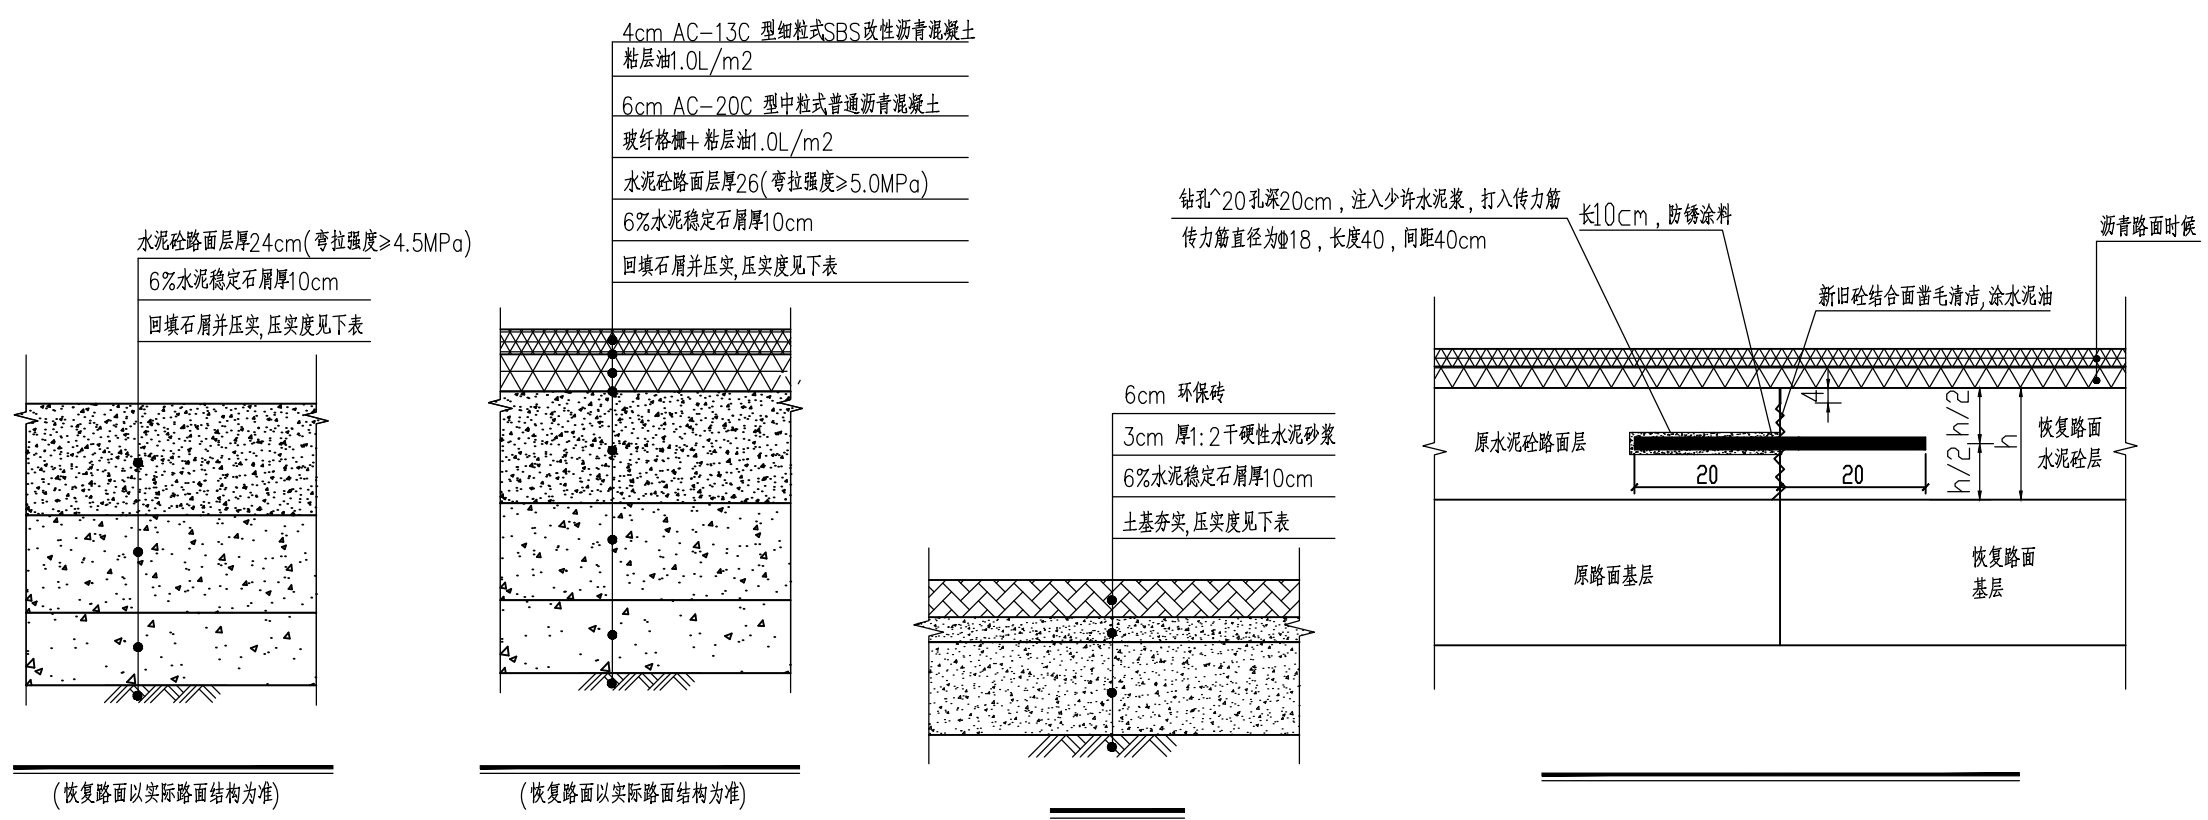 水泥砼路面层厚24cm(弯拉强度≥4.5MPa)
6%水泥稳定石屑厚10cm
回填石屑并压实,压实度见下表
(恢复路面以实际路面结构为准)
4cm AC-13C 型细粒式SBS改性沥青混凝土
粘层油1.0L/m2
6cm AC-20C 型中粒式普通沥青混凝土
玻纤格栅+粘层油1.0L/m2
水泥砼路面层厚26(弯拉强度≥5.0MPa)
6%水泥稳定石屑厚10cm
回填石屑并压实,压实度见下表
(恢复路面以实际路面结构为准)
6cm 环保砖
3cm 厚1:2干硬性水泥砂浆
6%水泥稳定石屑厚10cm
土基夯实,压实度见下表
钻孔^20孔深20cm,注入少许水泥浆,打入传力筋
传力筋直径为Φ18,长度40,间距40cm
长10cm,防锈涂料
沥青路面时候
新旧砼结合面凿毛清洁,涂水泥油
4
h/2
h/2
h
原水泥砼路面层
恢复路面
水泥砼层
20
20
原路面基层
恢复路面
基层